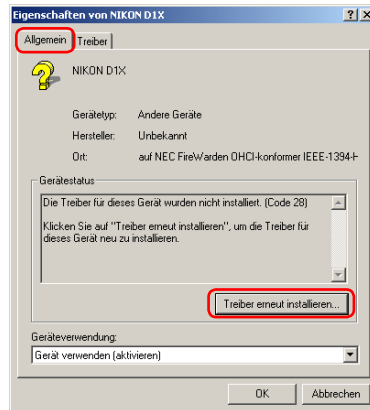 Eigenschaften von NIKON D1X
Allgemein
Treiber
NIKON D1X
Gerätetyp: Andere Geräte
Hersteller: Unbekannt
Ort: auf NEC FireWarden OHCI-konformer IEEE-1394-H
Gerätestatus
Die Treiber für dieses Gerät wurden nicht installiert. (Code 28)
Klicken Sie auf "Treiber erneut installieren", um die Treiber für
dieses Gerät neu zu installieren.
Treiber erneut installieren...
Geräteverwendung:
Gerät verwenden (aktivieren)
OK
Abbrechen